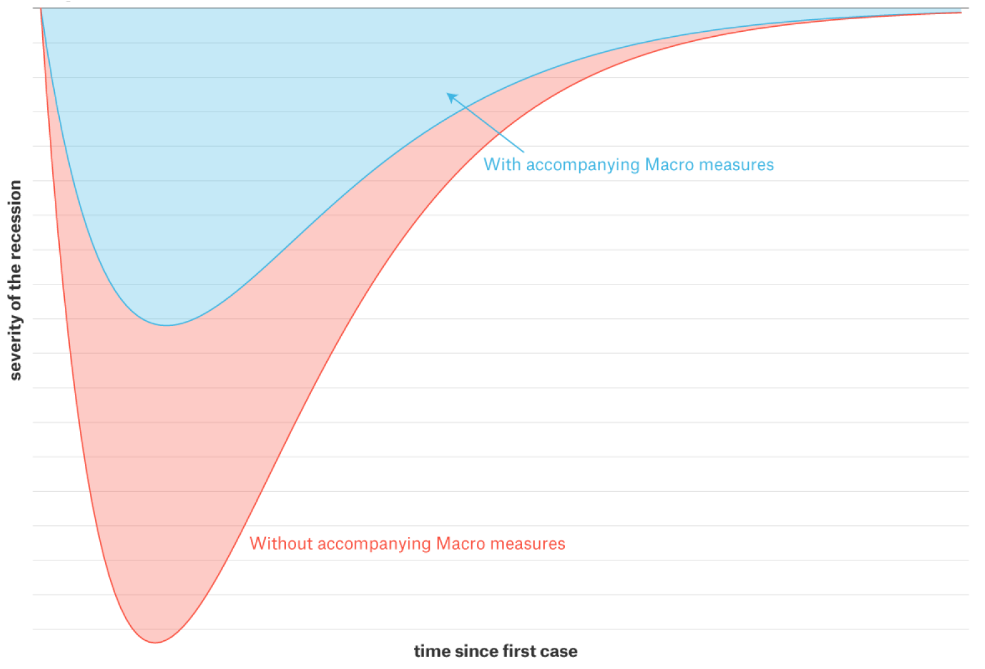 With accompanying Macro measures
severity of the recession
Without accompanying Macro measures
time since first case